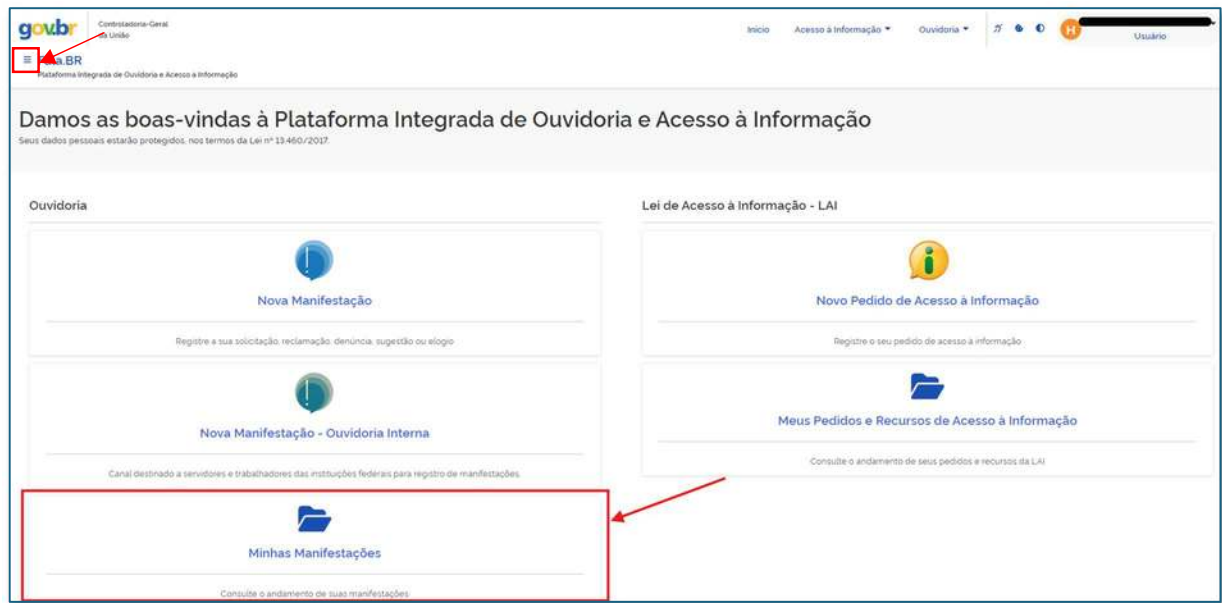 gov.br
Controladoria-Geral
da União
Início Acesso à Informação Ouvidoria H Usuário
Fala.BR
Plataforma Integrada de Ouvidoria e Acesso à Informação
Damos as boas-vindas à Plataforma Integrada de Ouvidoria e Acesso à Informação
Seus dados pessoais estarão protegidos, nos termos da Lei nº 13.460/2017.
Ouvidoria
Nova Manifestação
Registre a sua solicitação, reclamação, denúncia, sugestão ou elogio
Nova Manifestação - Ouvidoria Interna
Canal destinado a servidores e trabalhadores das instituições federais para registro de manifestações.
Minhas Manifestações
Consulte o andamento de suas manifestações
Lei de Acesso à Informação - LAI
Novo Pedido de Acesso à Informação
Registre o seu pedido de acesso a informação
Meus Pedidos e Recursos de Acesso à Informação
Consulte o andamento de seus pedidos e recursos da LAI